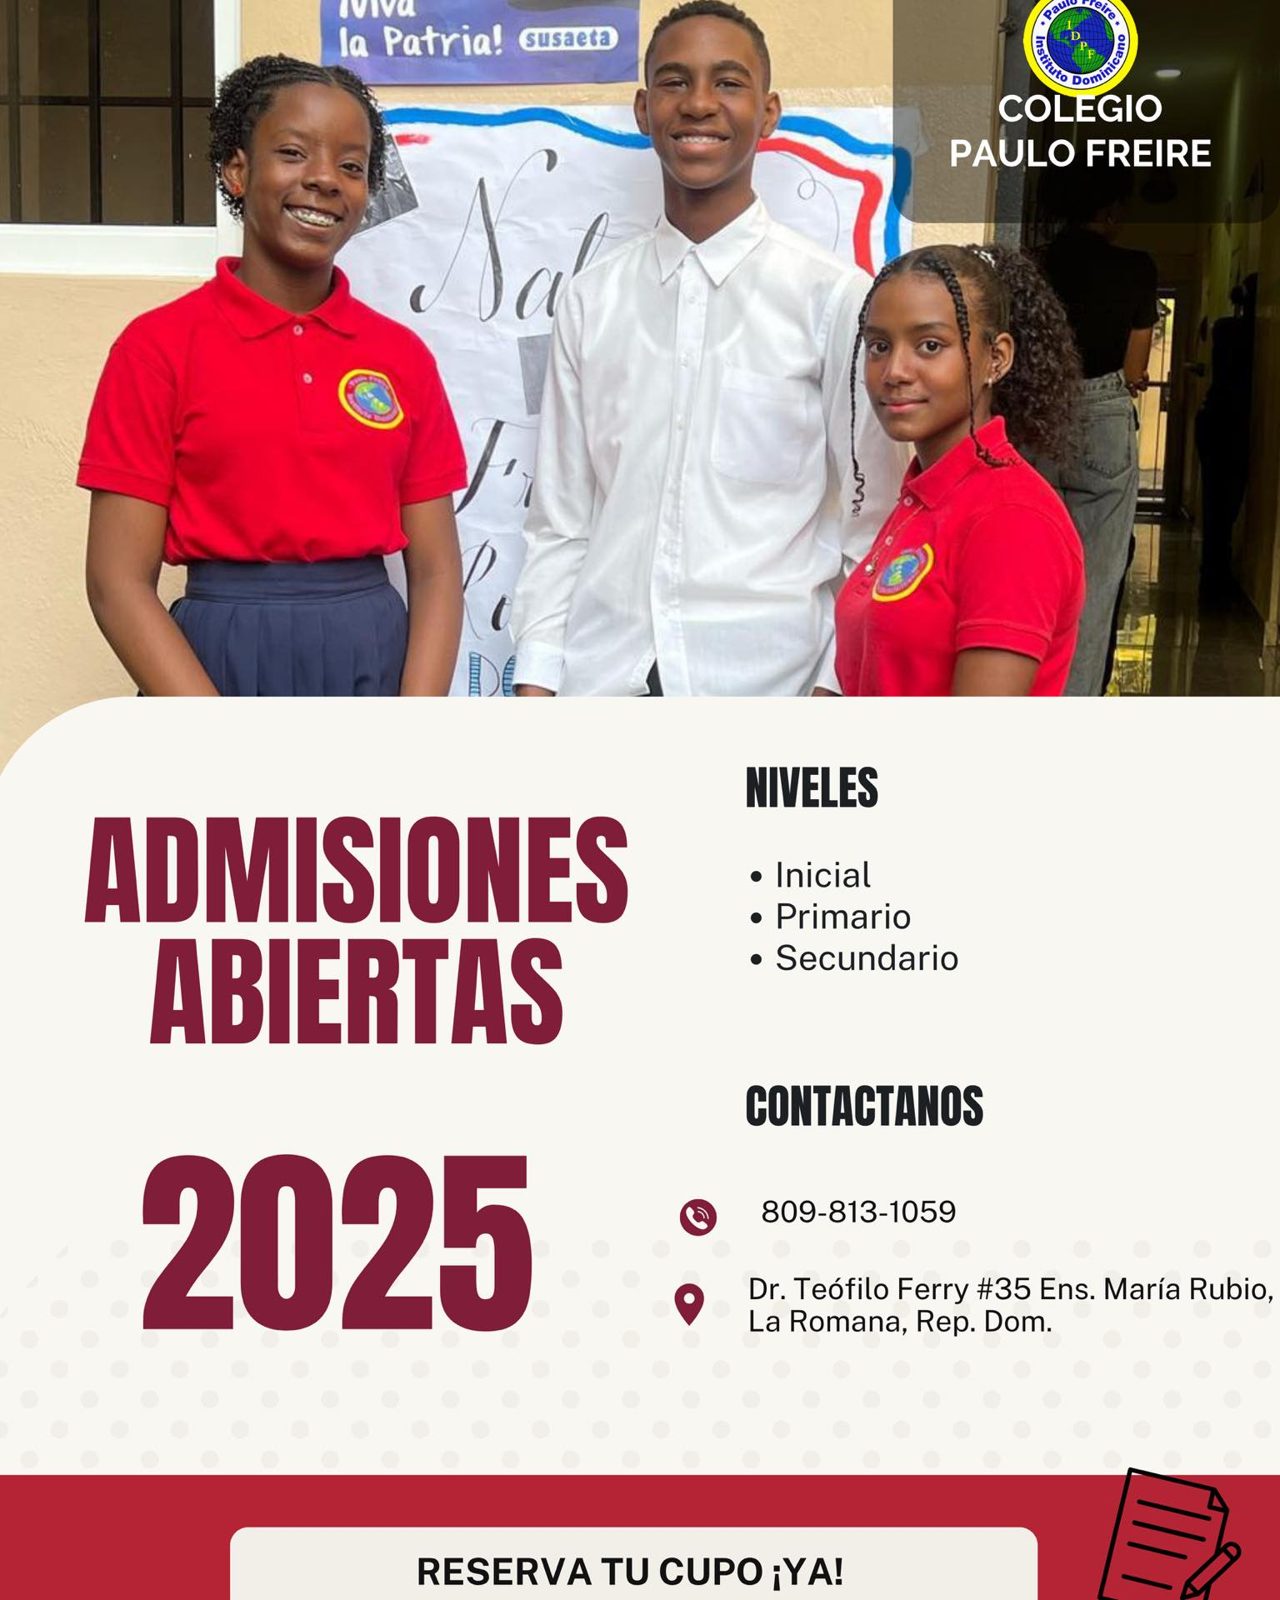 ¡Viva
la Patria! susaeta
Paulo Freire
I D P F
Instituto Dominicano
COLEGIO
PAULO FREIRE
ADMISIONES
ABIERTAS
2025
NIVELES
• Inicial
• Primario
• Secundario
CONTACTANOS
809-813-1059
Dr. Teófilo Ferry #35 Ens. María Rubio,
La Romana, Rep. Dom.
RESERVA TU CUPO ¡YA!